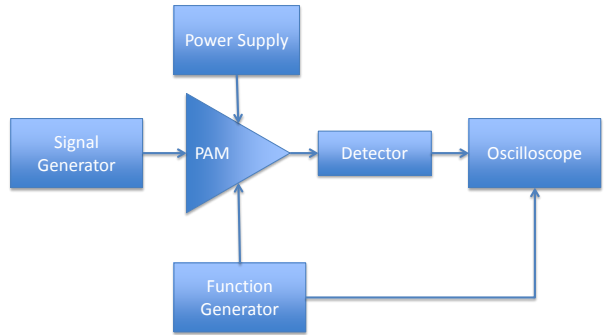 Power Supply
Signal
Generator
PAM
Detector
Oscilloscope
Function
Generator